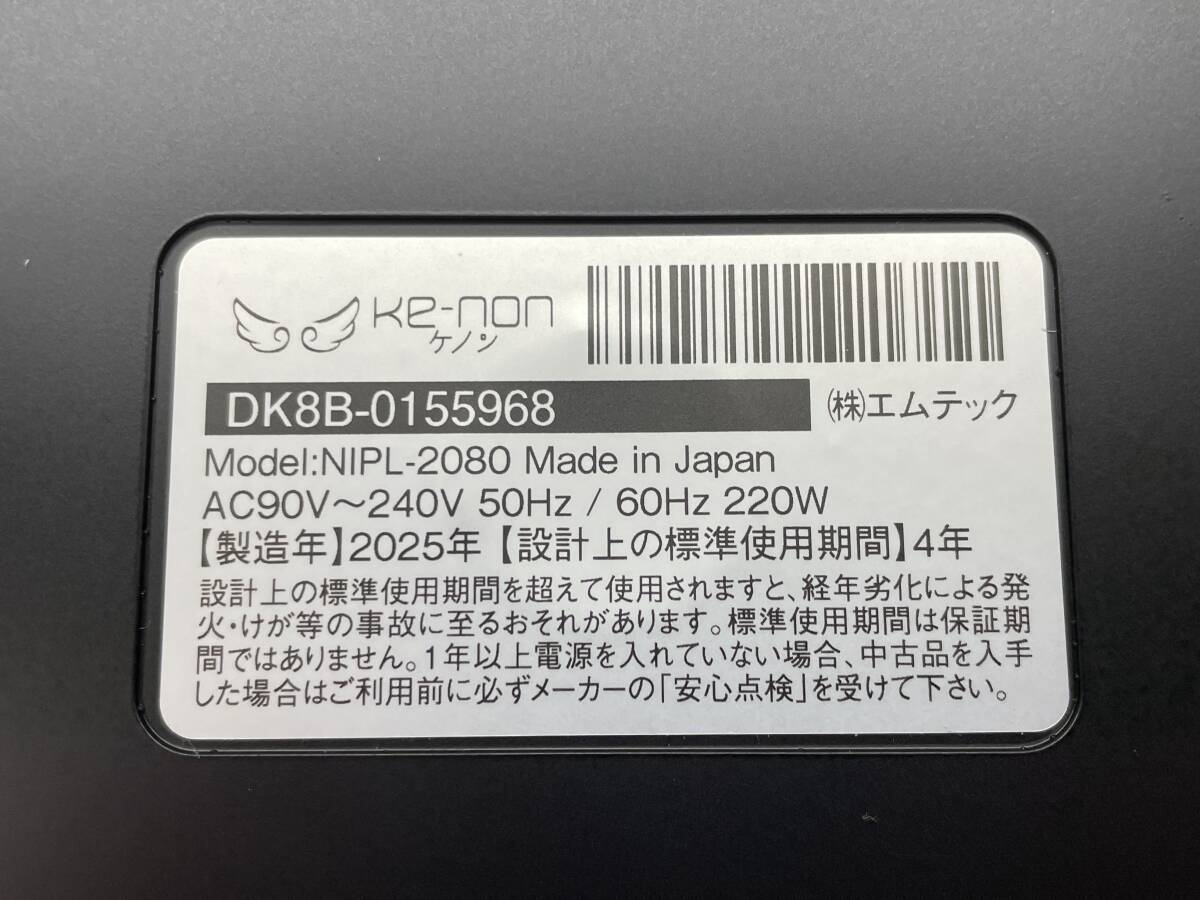 Ke-non
ケノン
DK8B-0155968
㈱エムテック
Model:NIPL-2080 Made in Japan
AC90V～240V 50Hz / 60Hz 220W
【製造年】2025年【設計上の標準使用期間】4年
設計上の標準使用期間を超えて使用されますと、経年劣化による発
火・けが等の事故に至るおそれがあります。標準使用期間は保証期
間ではありません。1年以上電源を入れていない場合、中古品を入手
した場合はご利用前に必ずメーカーの「安心点検」を受けて下さい。